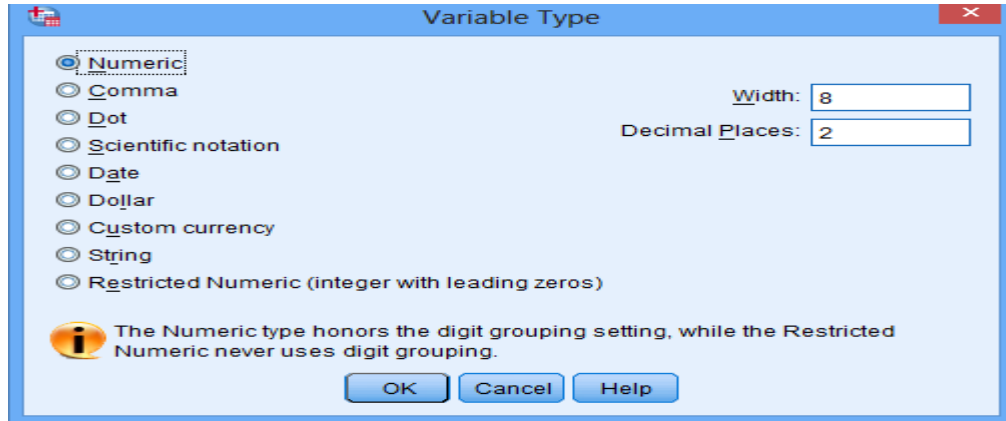 Variable Type
Numeric
Comma
Dot
Scientific notation
Date
Dollar
Custom currency
String
Restricted Numeric (integer with leading zeros)
Width: 8
Decimal Places: 2
The Numeric type honors the digit grouping setting, while the Restricted
Numeric never uses digit grouping.
OK Cancel Help